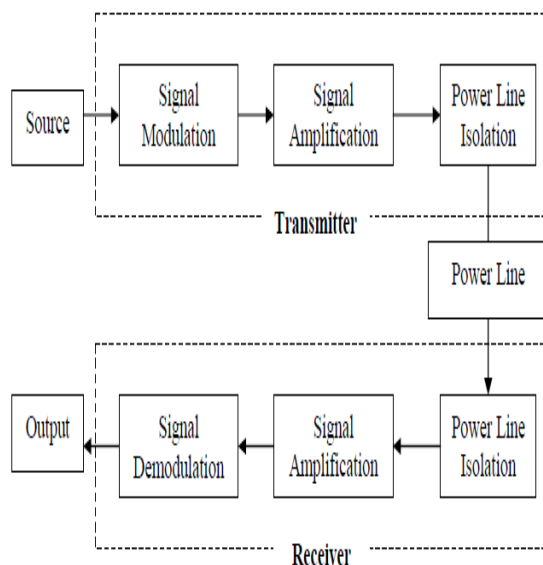 Source
Signal
Modulation
Signal
Amplification
Power Line
Isolation
Transmitter
Power Line
Output
Signal
Demodulation
Signal
Amplification
Power Line
Isolation
Receiver